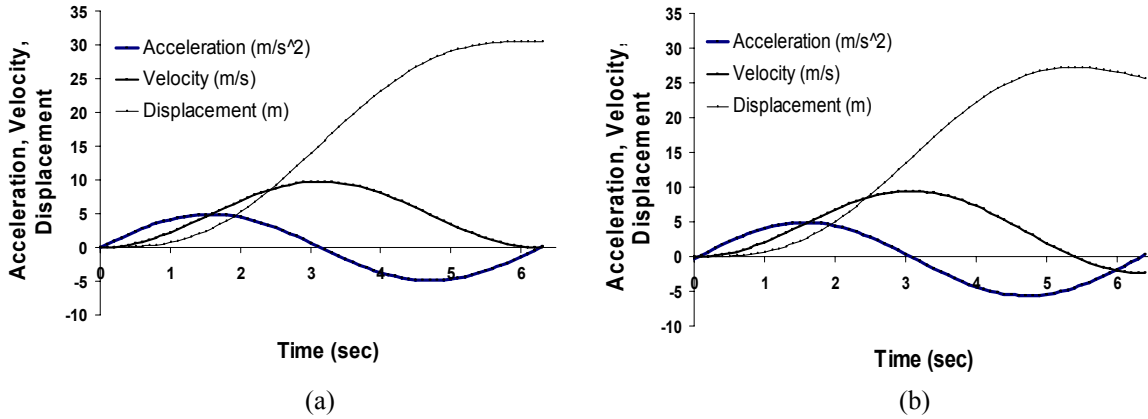 Acceleration, Velocity,
Displacement
35
30
25
20
15
10
5
0
-5
-10
Acceleration (m/s^2)
Velocity (m/s)
Displacement (m)
0 1 2 3 4 5 6
Time (sec)
(a)
Acceleration, Velocity,
Displacement
35
30
25
20
15
10
5
0
-5
-10
Acceleration (m/s^2)
Velocity (m/s)
Displacement (m)
0 1 2 3 4 5 6
Time (sec)
(b)